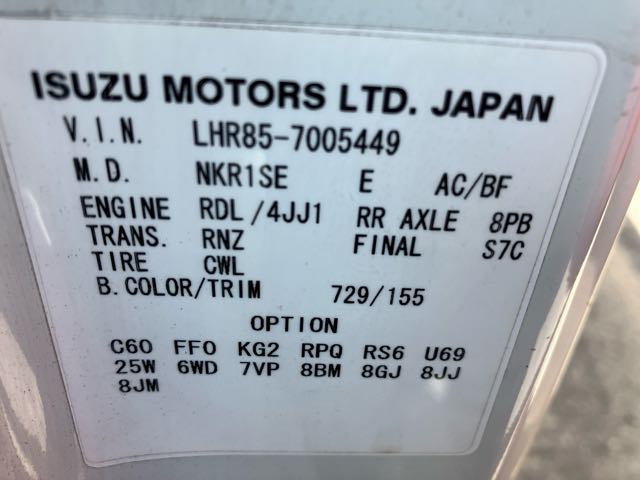 ISUZU MOTORS LTD. JAPAN
V.I.N. LHR85-7005449
M.D. NKR1SE E AC/BF
ENGINE RDL/4JJ1 RR AXLE 8PB
TRANS. RNZ FINAL S7C
TIRE CWL
B.COLOR/TRIM 729/155
OPTION
C60 FF0 KG2 RPQ RS6 U69
25W 6WD 7VP 8BM 8GJ 8JJ
8JM